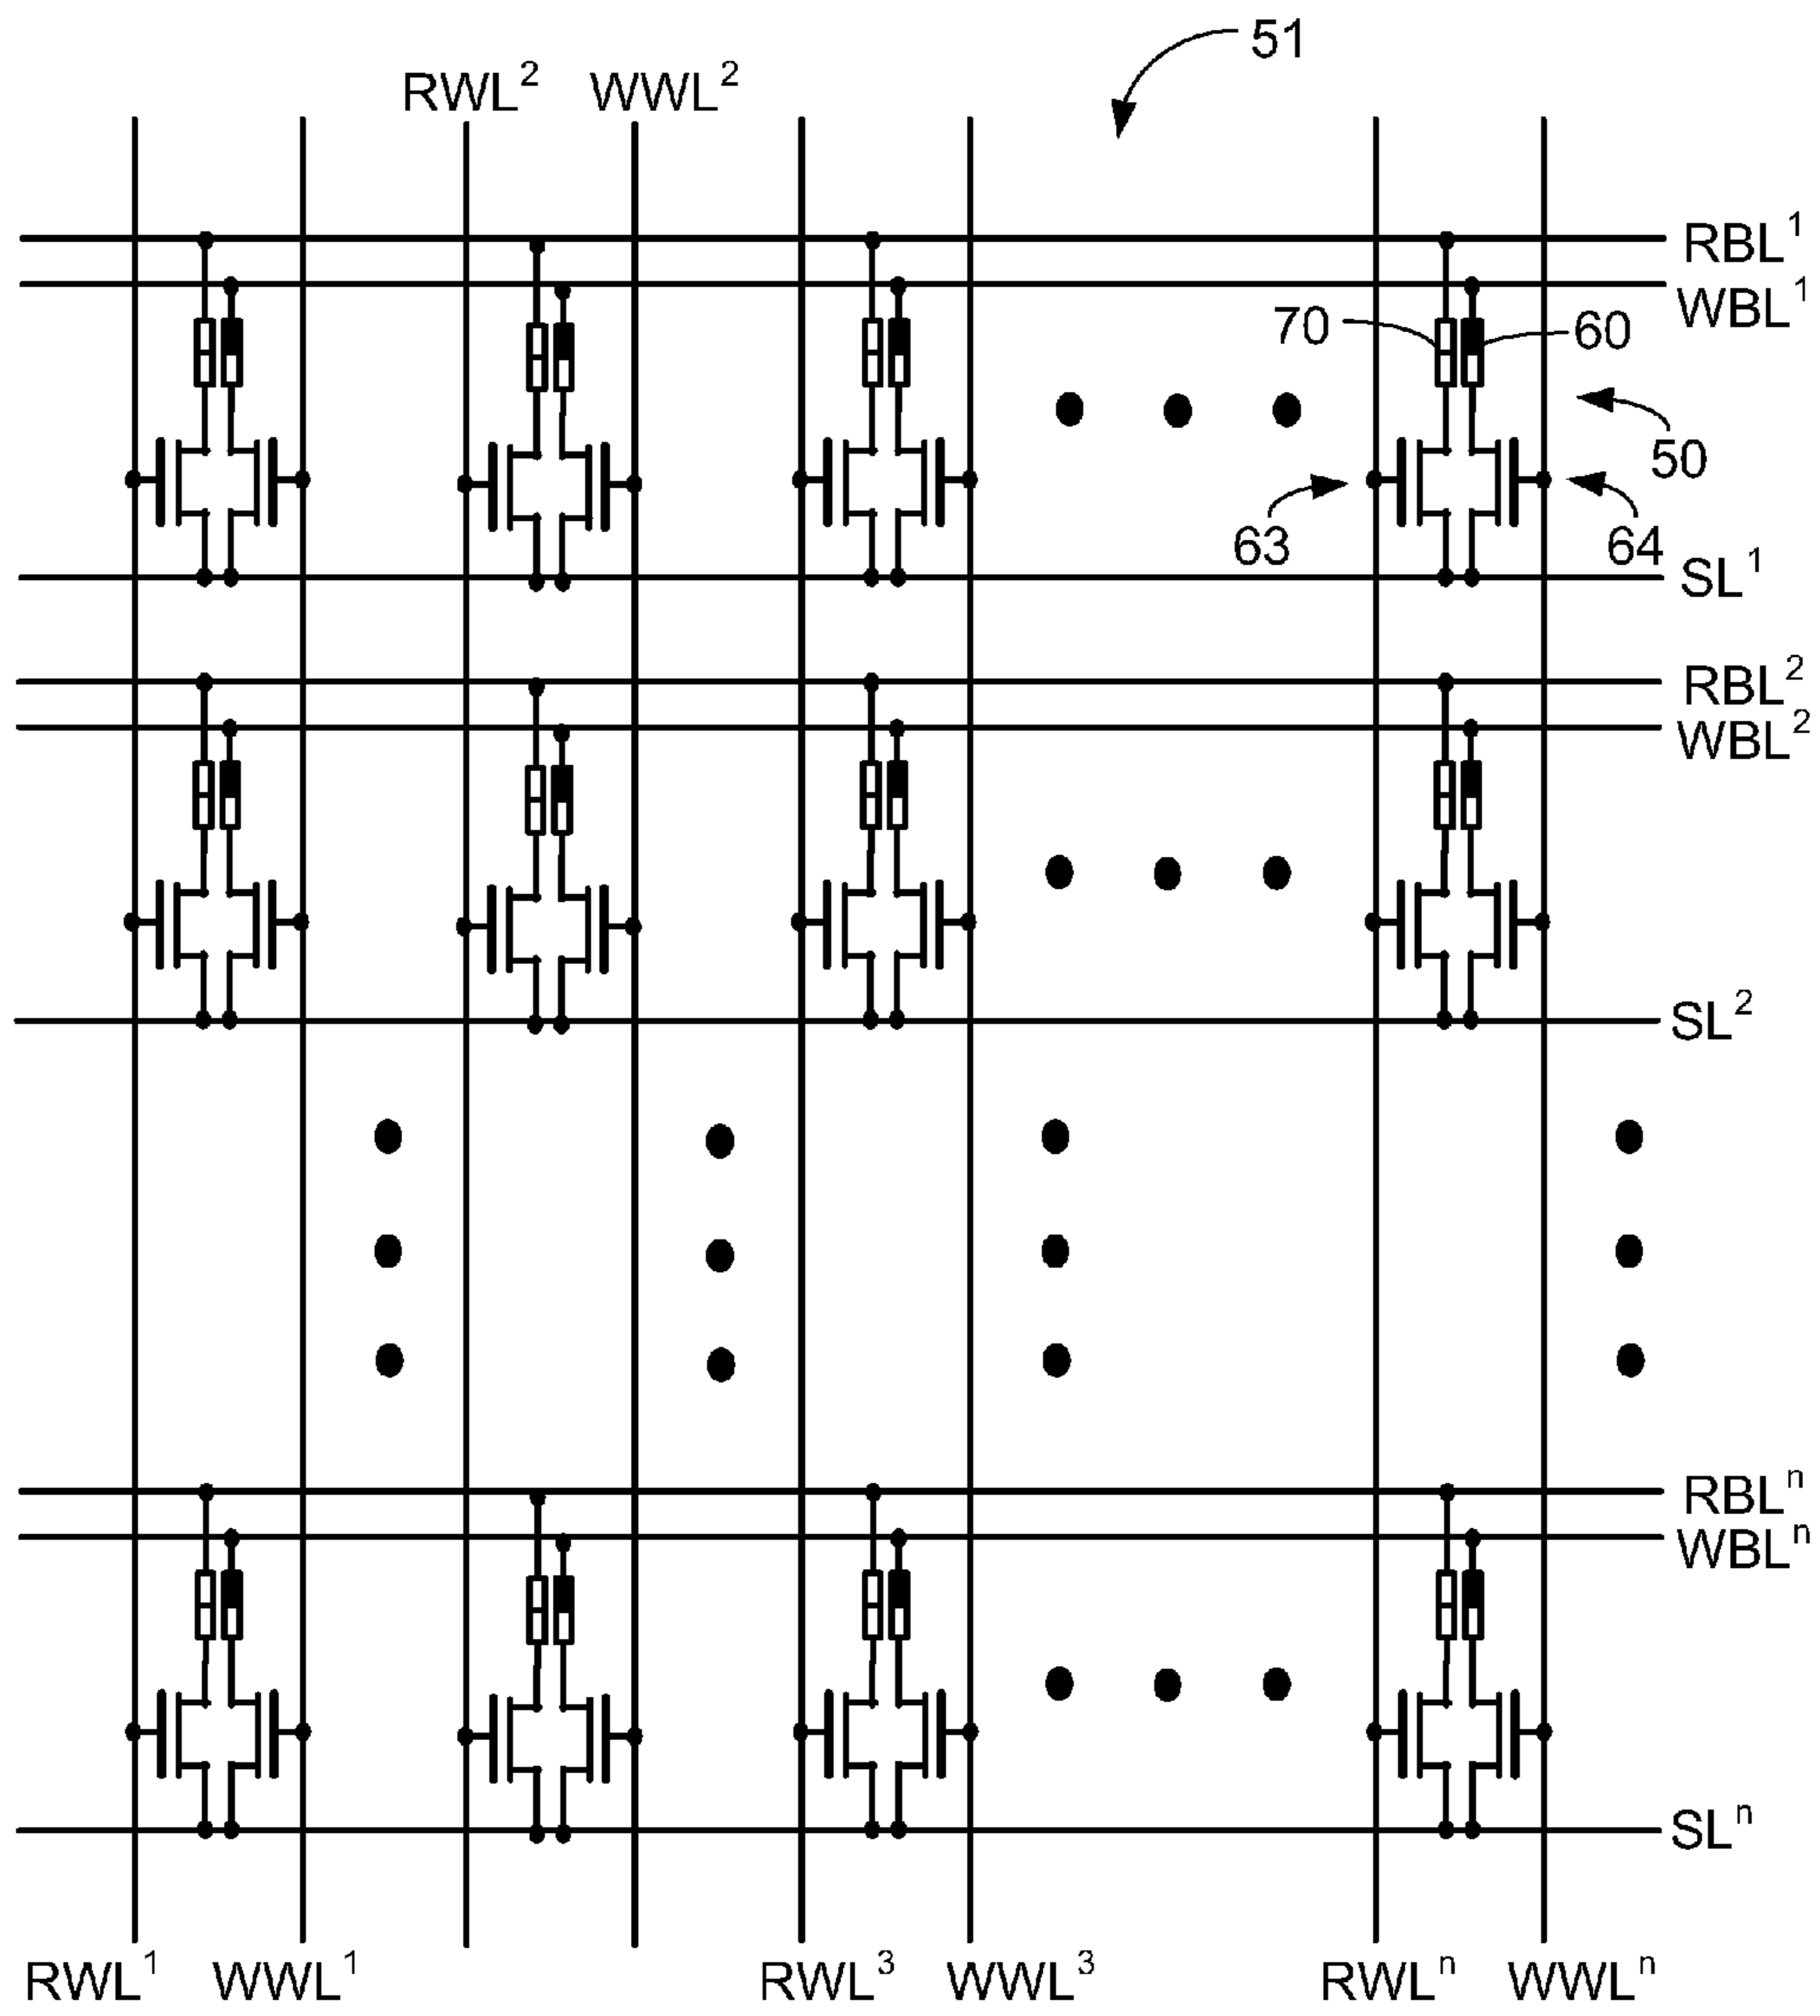 51
RWL² WWL²
RBL¹
WBL¹
70 60
50
63 64
SL¹
RBL²
WBL²
SL²
RBLⁿ
WBLⁿ
SLⁿ
RWL¹ WWL¹ RWL³ WWL³ RWLⁿ WWLⁿ